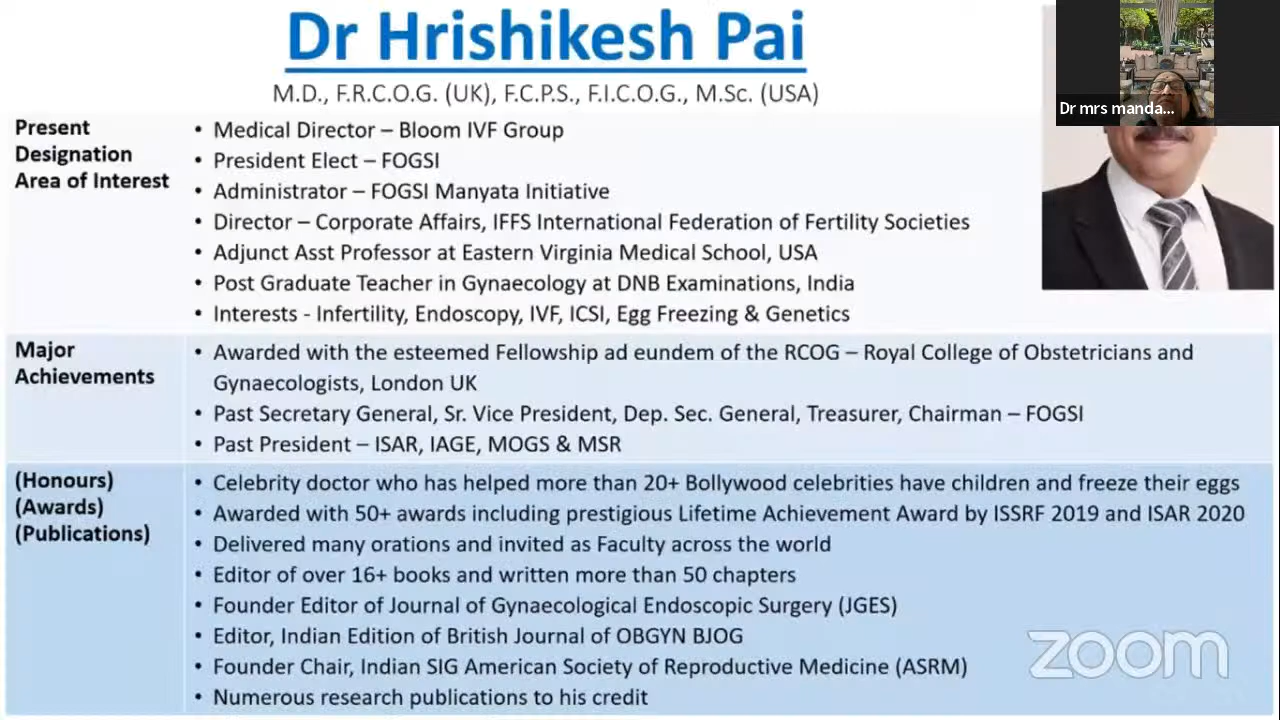 Dr Hrishikesh Pai
M.D., F.R.C.O.G. (UK), F.C.P.S., F.I.C.O.G., M.Sc. (USA)
Dr mrs manda...
Present
Designation
Area of Interest
• Medical Director – Bloom IVF Group
• President Elect – FOGSI
• Administrator – FOGSI Manyata Initiative
• Director – Corporate Affairs, IFFS International Federation of Fertility Societies
• Adjunct Asst Professor at Eastern Virginia Medical School, USA
• Post Graduate Teacher in Gynaecology at DNB Examinations, India
• Interests - Infertility, Endoscopy, IVF, ICSI, Egg Freezing & Genetics
Major
Achievements
• Awarded with the esteemed Fellowship ad eundem of the RCOG – Royal College of Obstetricians and
Gynaecologists, London UK
• Past Secretary General, Sr. Vice President, Dep. Sec. General, Treasurer, Chairman – FOGSI
• Past President – ISAR, IAGE, MOGS & MSR
(Honours)
(Awards)
(Publications)
• Celebrity doctor who has helped more than 20+ Bollywood celebrities have children and freeze their eggs
• Awarded with 50+ awards including prestigious Lifetime Achievement Award by ISSRF 2019 and ISAR 2020
• Delivered many orations and invited as Faculty across the world
• Editor of over 16+ books and written more than 50 chapters
• Founder Editor of Journal of Gynaecological Endoscopic Surgery (JGES)
• Editor, Indian Edition of British Journal of OBGYN BJOG
• Founder Chair, Indian SIG American Society of Reproductive Medicine (ASRM)
• Numerous research publications to his credit
zoom